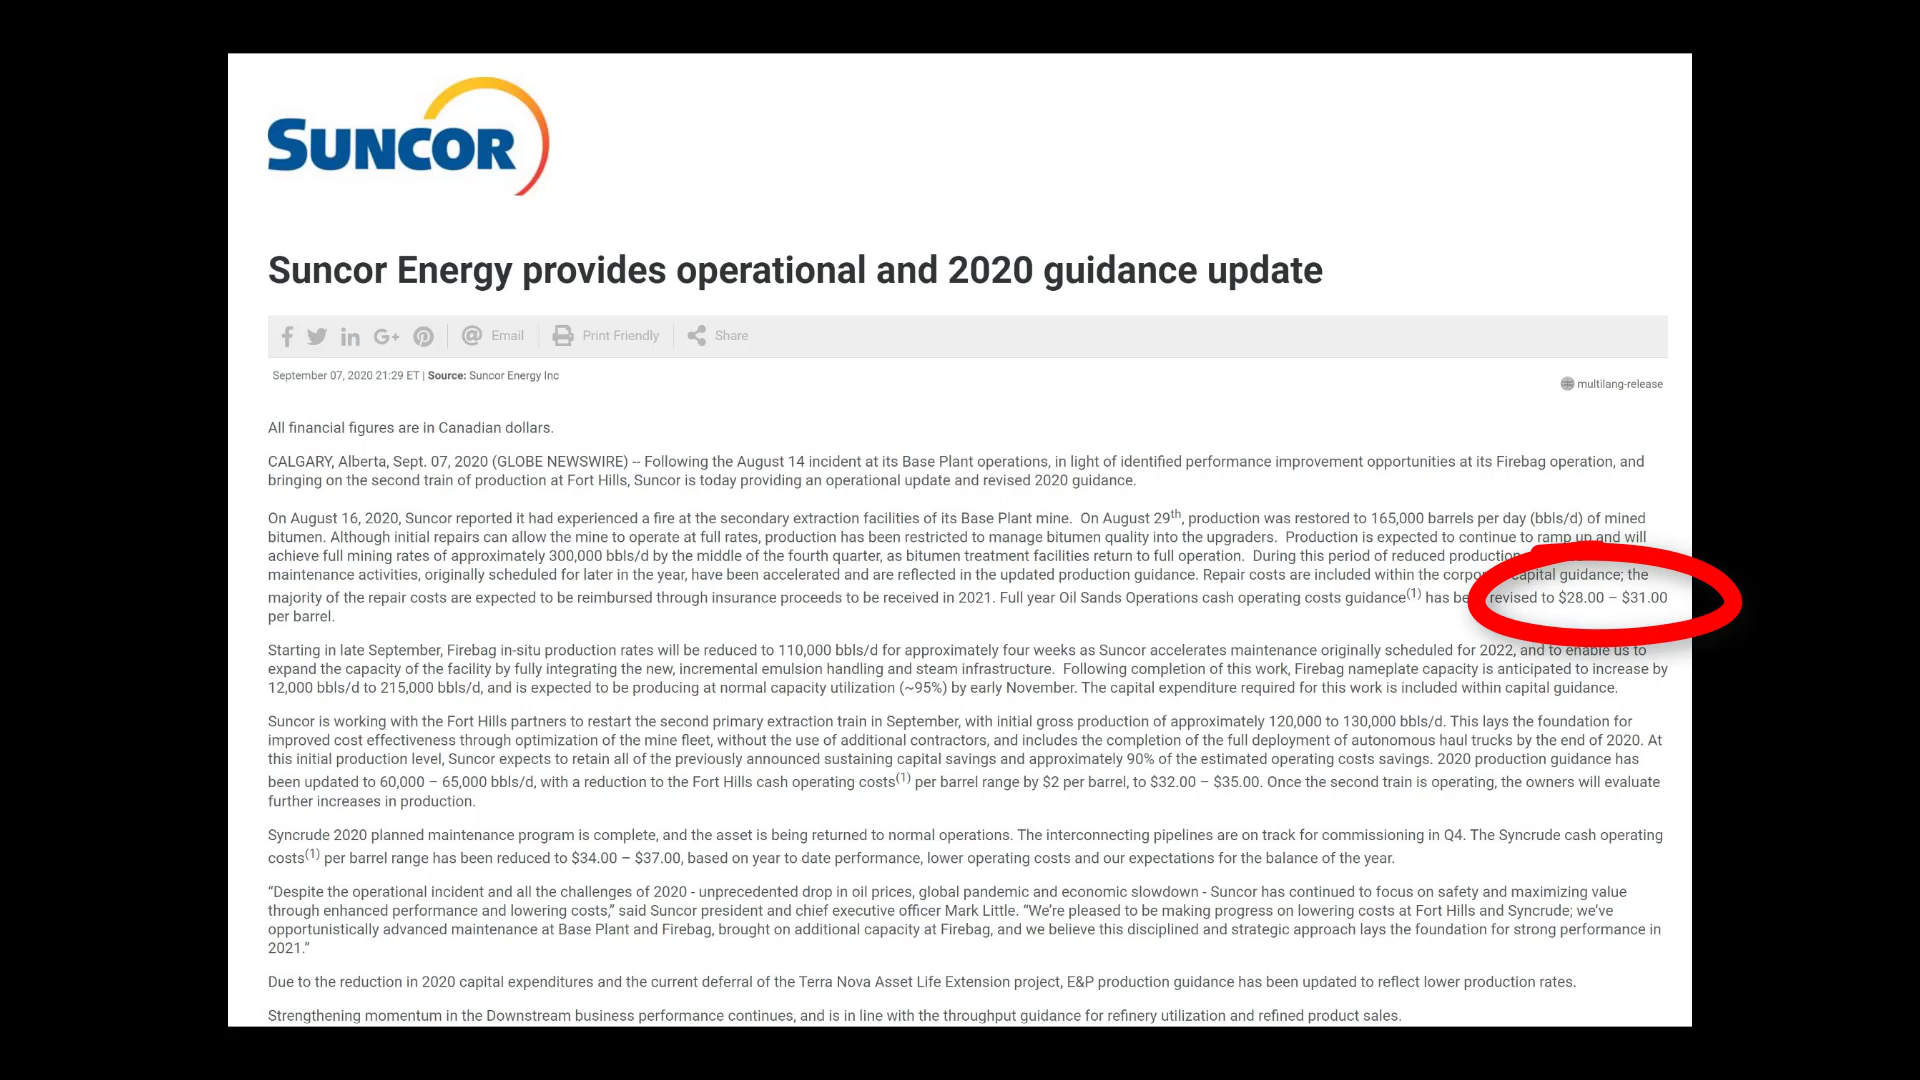 SUNCOR
Suncor Energy provides operational and 2020 guidance update
Email Print Friendly Share
September 07, 2020 21:29 ET | Source: Suncor Energy Inc
multilang-release
All financial figures are in Canadian dollars.
CALGARY, Alberta, Sept. 07, 2020 (GLOBE NEWSWIRE) -- Following the August 14 incident at its Base Plant operations, in light of identified performance improvement opportunities at its Firebag operation, and
bringing on the second train of production at Fort Hills, Suncor is today providing an operational update and revised 2020 guidance.
On August 16, 2020, Suncor reported it had experienced a fire at the secondary extraction facilities of its Base Plant mine. On August 29th, production was restored to 165,000 barrels per day (bbls/d) of mined
bitumen. Although initial repairs can allow the mine to operate at full rates, production has been restricted to manage bitumen quality into the upgraders. Production is expected to continue to ramp up and will
achieve full mining rates of approximately 300,000 bbls/d by the middle of the fourth quarter, as bitumen treatment facilities return to full operation. During this period of reduced production
maintenance activities, originally scheduled for later in the year, have been accelerated and are reflected in the updated production guidance. Repair costs are included within the capital guidance; the
majority of the repair costs are expected to be reimbursed through insurance proceeds to be received in 2021. Full year Oil Sands Operations cash operating costs guidance(1) has revised to $28.00 – $31.00
per barrel.
Starting in late September, Firebag in-situ production rates will be reduced to 110,000 bbls/d for approximately four weeks as Suncor accelerates maintenance originally scheduled for 2022, and to enable us to
expand the capacity of the facility by fully integrating the new, incremental emulsion handling and steam infrastructure. Following completion of this work, Firebag nameplate capacity is anticipated to increase by
12,000 bbls/d to 215,000 bbls/d, and is expected to be producing at normal capacity utilization (~95%) by early November. The capital expenditure required for this work is included within capital guidance.
Suncor is working with the Fort Hills partners to restart the second primary extraction train in September, with initial gross production of approximately 120,000 to 130,000 bbls/d. This lays the foundation for
improved cost effectiveness through optimization of the mine fleet, without the use of additional contractors, and includes the completion of the full deployment of autonomous haul trucks by the end of 2020. At
this initial production level, Suncor expects to retain all of the previously announced sustaining capital savings and approximately 90% of the estimated operating costs savings. 2020 production guidance has
been updated to 60,000 – 65,000 bbls/d, with a reduction to the Fort Hills cash operating costs(1) per barrel range by $2 per barrel, to $32.00 – $35.00. Once the second train is operating, the owners will evaluate
further increases in production.
Syncrude 2020 planned maintenance program is complete, and the asset is being returned to normal operations. The interconnecting pipelines are on track for commissioning in Q4. The Syncrude cash operating
costs(1) per barrel range has been reduced to $34.00 – $37.00, based on year to date performance, lower operating costs and our expectations for the balance of the year.
“Despite the operational incident and all the challenges of 2020 - unprecedented drop in oil prices, global pandemic and economic slowdown - Suncor has continued to focus on safety and maximizing value
through enhanced performance and lowering costs,” said Suncor president and chief executive officer Mark Little. “We’re pleased to be making progress on lowering costs at Fort Hills and Syncrude; we’ve
opportunistically advanced maintenance at Base Plant and Firebag, brought on additional capacity at Firebag, and we believe this disciplined and strategic approach lays the foundation for strong performance in
2021.”
Due to the reduction in 2020 capital expenditures and the current deferral of the Terra Nova Asset Life Extension project, E&P production guidance has been updated to reflect lower production rates.
Strengthening momentum in the Downstream business performance continues, and is in line with the throughput guidance for refinery utilization and refined product sales.